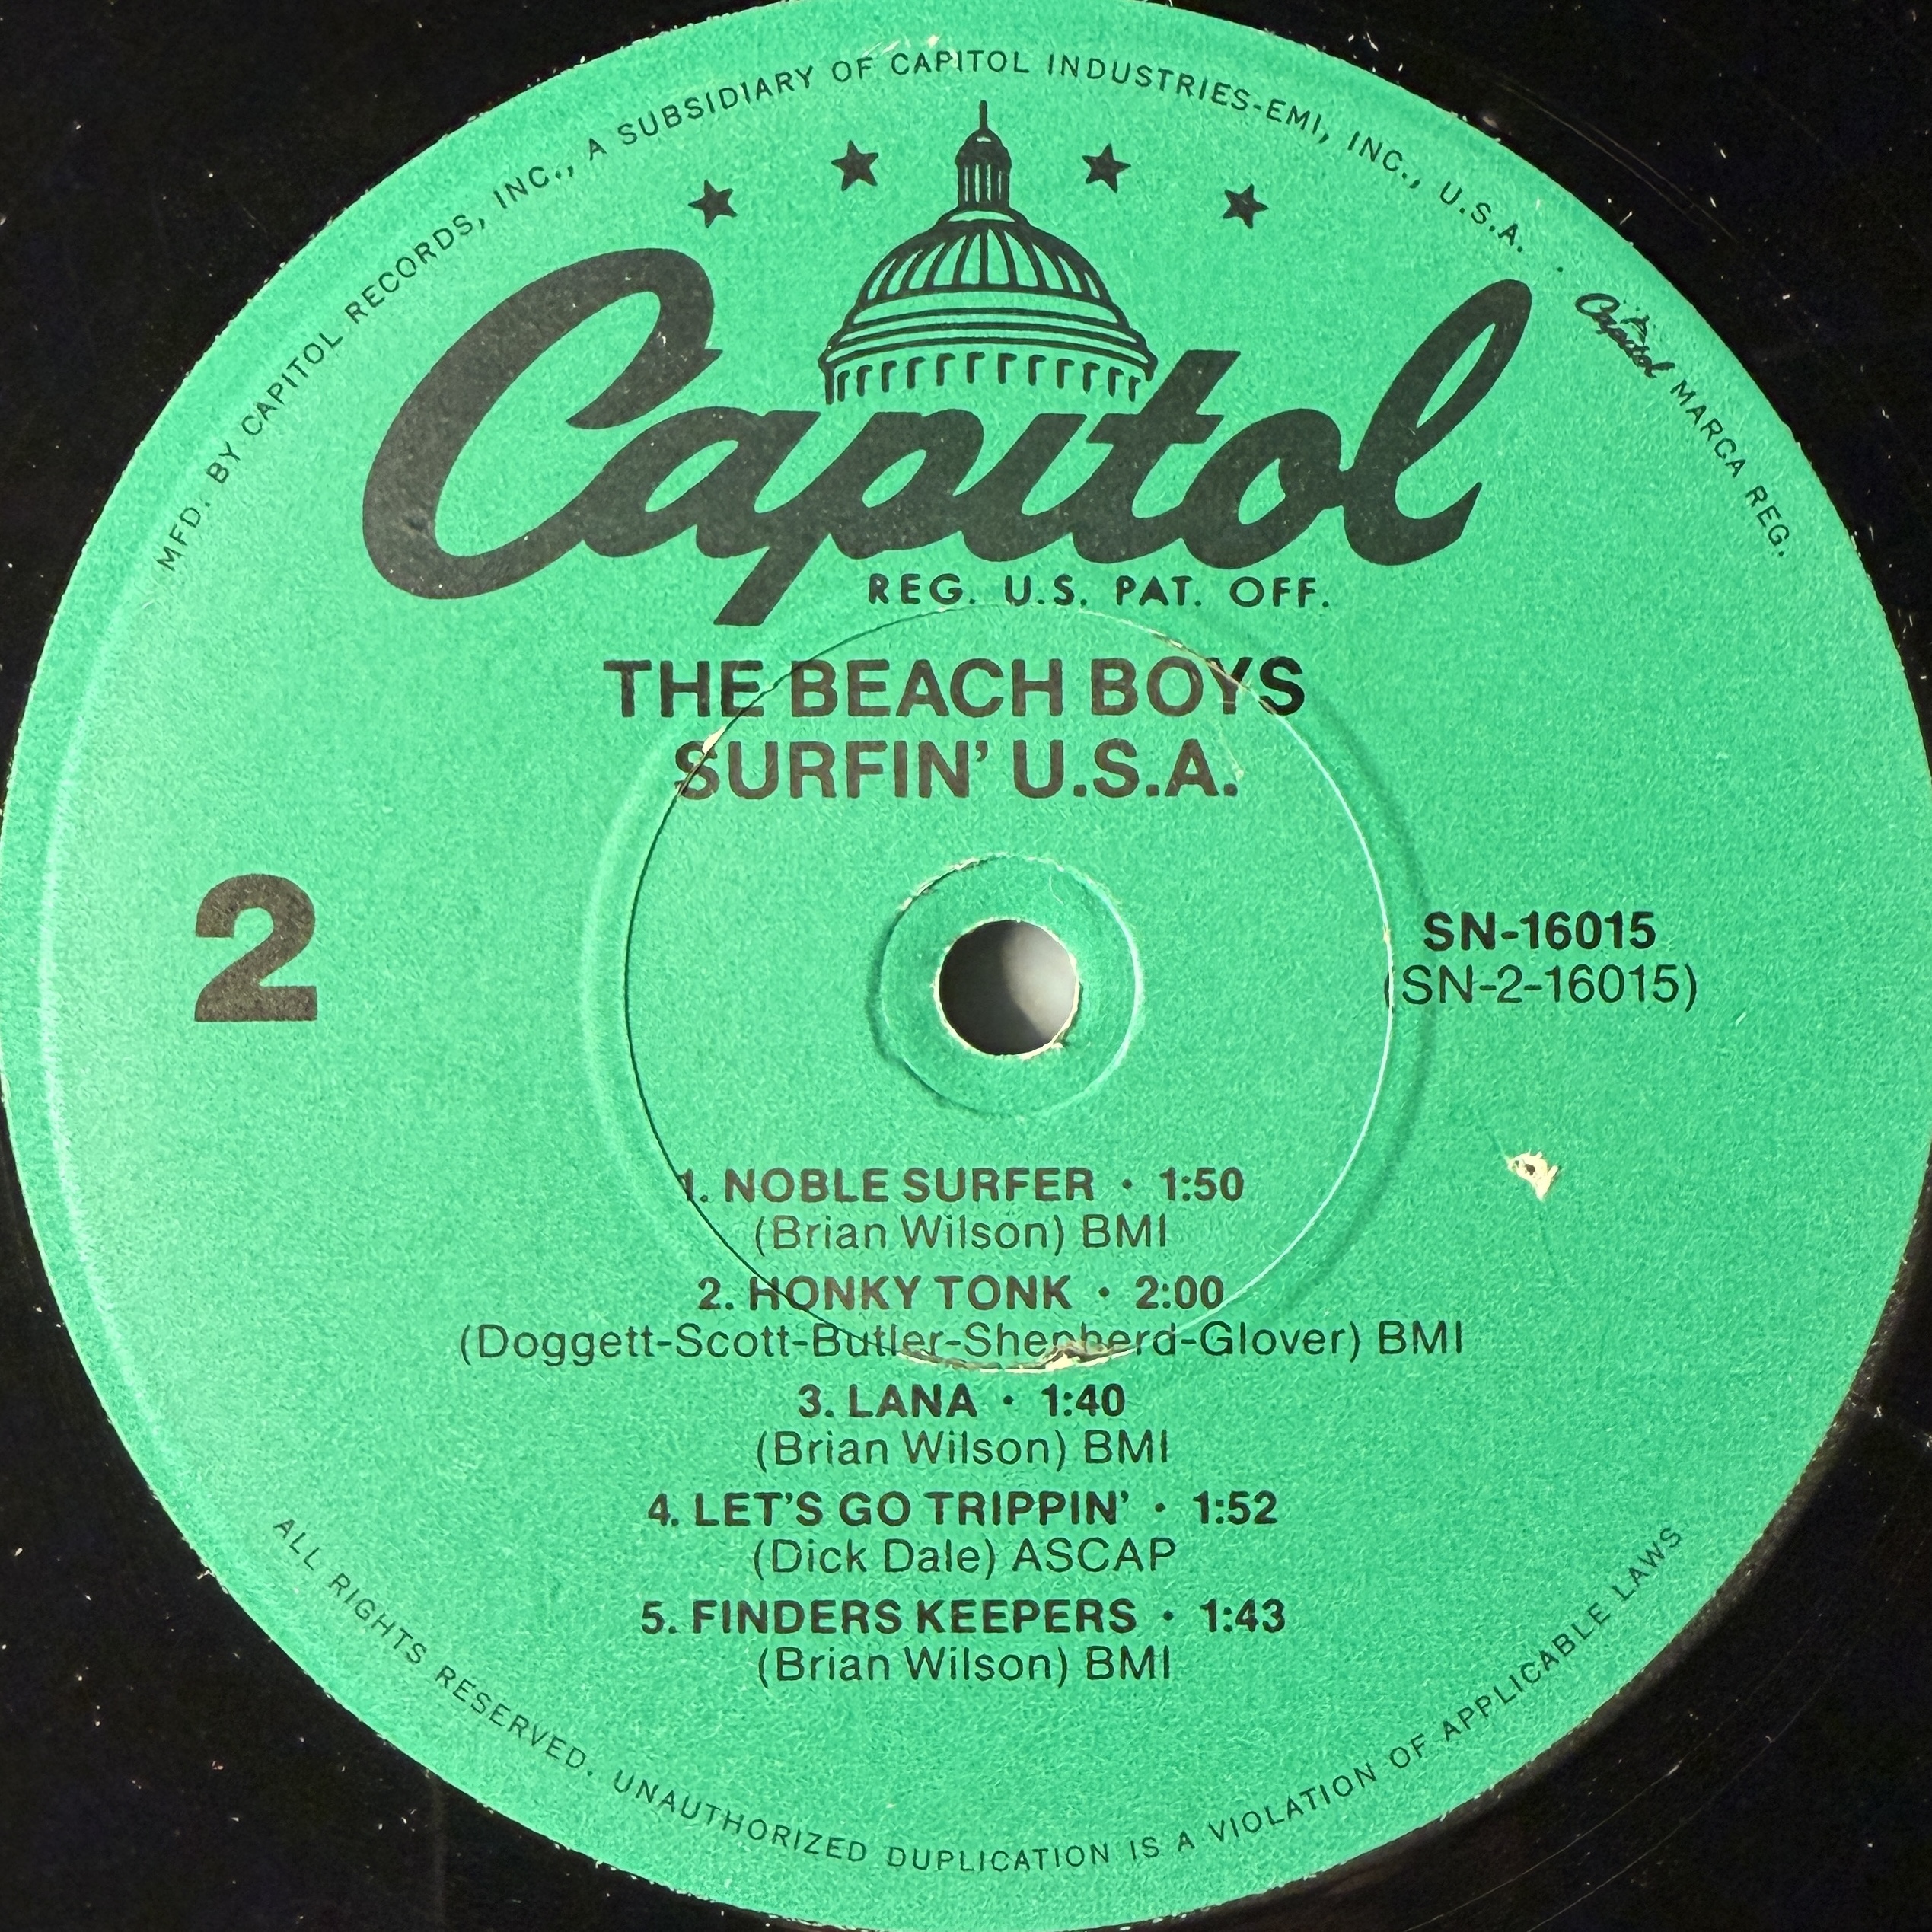 MFD. BY CAPITOL RECORDS, INC., A SUBSIDIARY OF CAPITOL INDUSTRIES-EMI, INC., U.S.A. · Capitol MARCA REG.
Capitol
REG. U.S. PAT. OFF.
THE BEACH BOYS
SURFIN' U.S.A.
2
SN-16015
(SN-2-16015)
1. NOBLE SURFER · 1:50
(Brian Wilson) BMI
2. HONKY TONK · 2:00
(Doggett-Scott-Butler-Shepherd-Glover) BMI
3. LANA · 1:40
(Brian Wilson) BMI
4. LET'S GO TRIPPIN' · 1:52
(Dick Dale) ASCAP
5. FINDERS KEEPERS · 1:43
(Brian Wilson) BMI
ALL RIGHTS RESERVED. UNAUTHORIZED DUPLICATION IS A VIOLATION OF APPLICABLE LAWS